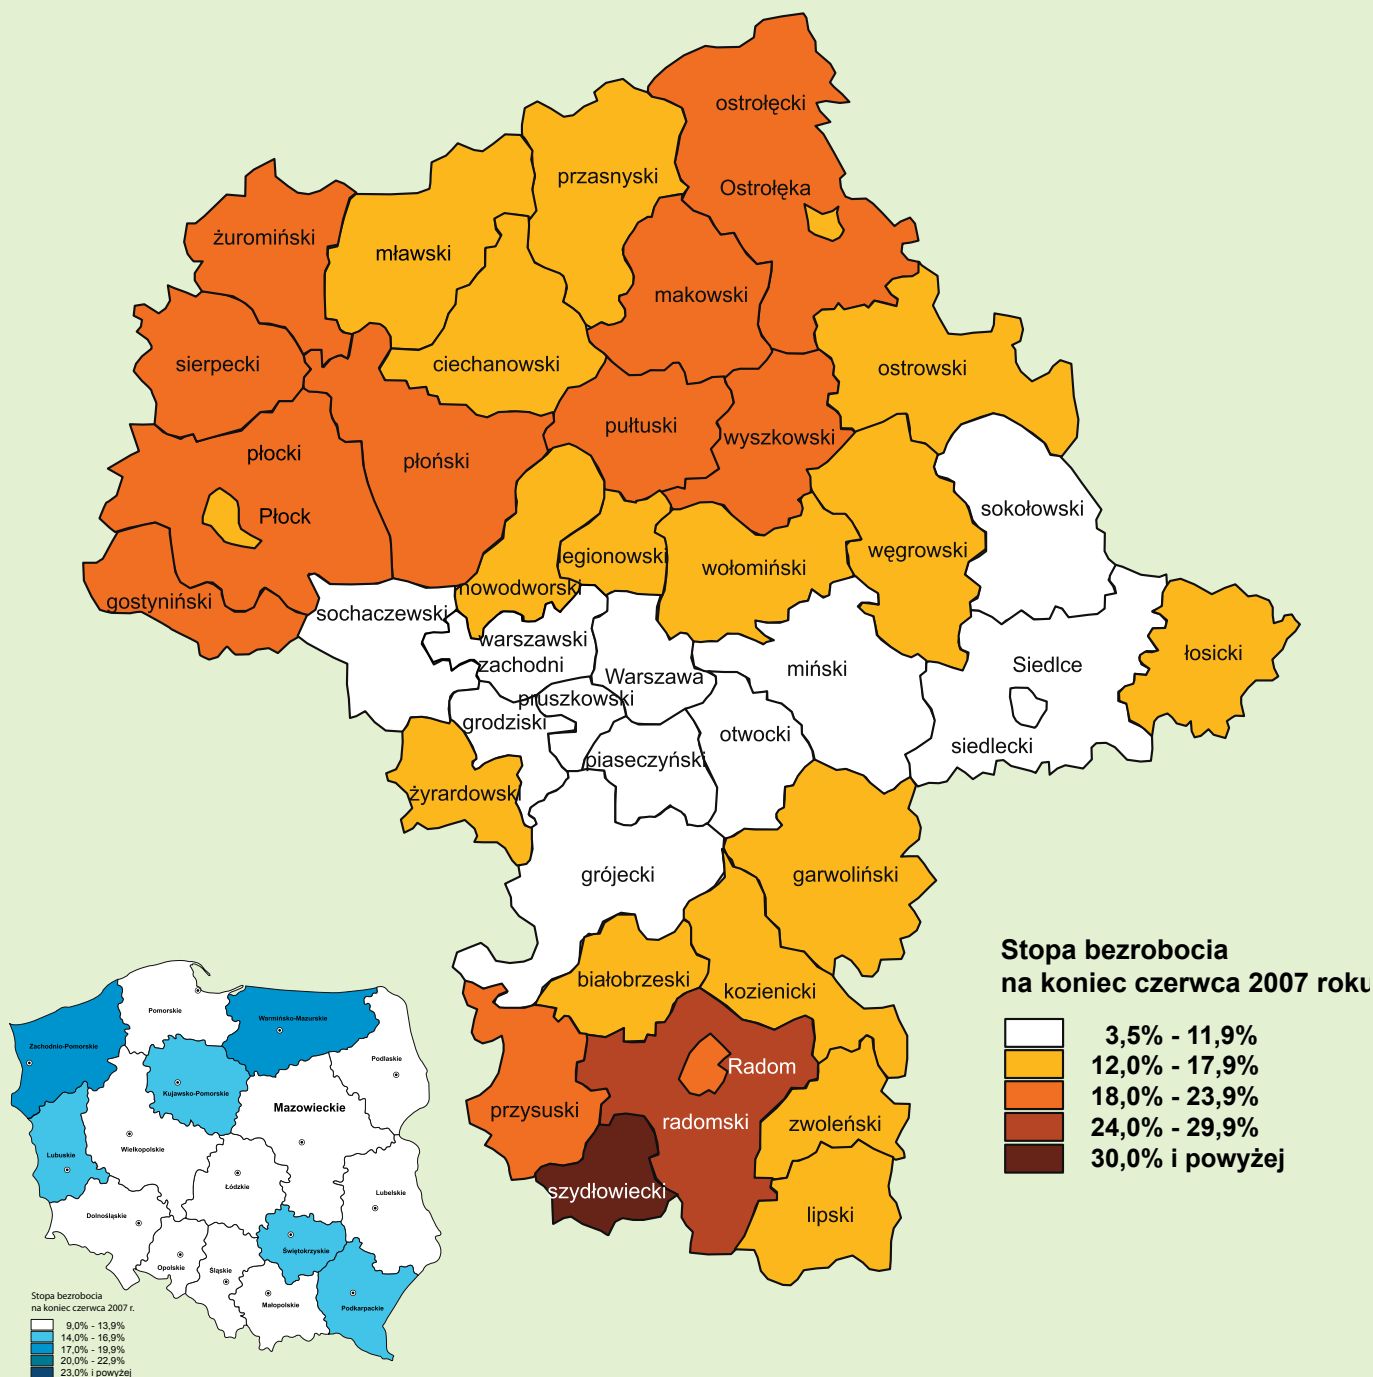 ostrołęcki
przasnyski
Ostrołęka
żuromiński
mławski
makowski
sierpecki
ciechanowski
ostrowski
pułtuski
wyszkowski
płocki
płoński
Płock
sokołowski
legionowski
wołomiński
węgrowski
nowodworski
gostyniński
sochaczewski
warszawski
zachodni
Warszawa
miński
Siedlce
łosicki
pruszkowski
grodziski
otwocki
siedlecki
piaseczyński
żyrardowski
grójecki
garwoliński
białobrzeski
kozienicki
Radom
przysuski
radomski
zwoleński
szydłowiecki
lipski
Stopa bezrobocia
na koniec czerwca 2007 roku
3,5% - 11,9%
12,0% - 17,9%
18,0% - 23,9%
24,0% - 29,9%
30,0% i powyżej
Pomorskie
Warmińsko-Mazurskie
Zachodnio-Pomorskie
Podlaskie
Kujawsko-Pomorskie
Mazowieckie
Wielkopolskie
Lubuskie
Łódzkie
Lubelskie
Dolnośląskie
Świętokrzyskie
Opolskie
Śląskie
Małopolskie
Podkarpackie
Stopa bezrobocia
na koniec czerwca 2007 r.
9,0% - 13,9%
14,0% - 16,9%
17,0% - 19,9%
20,0% - 22,9%
23,0% i powyżej